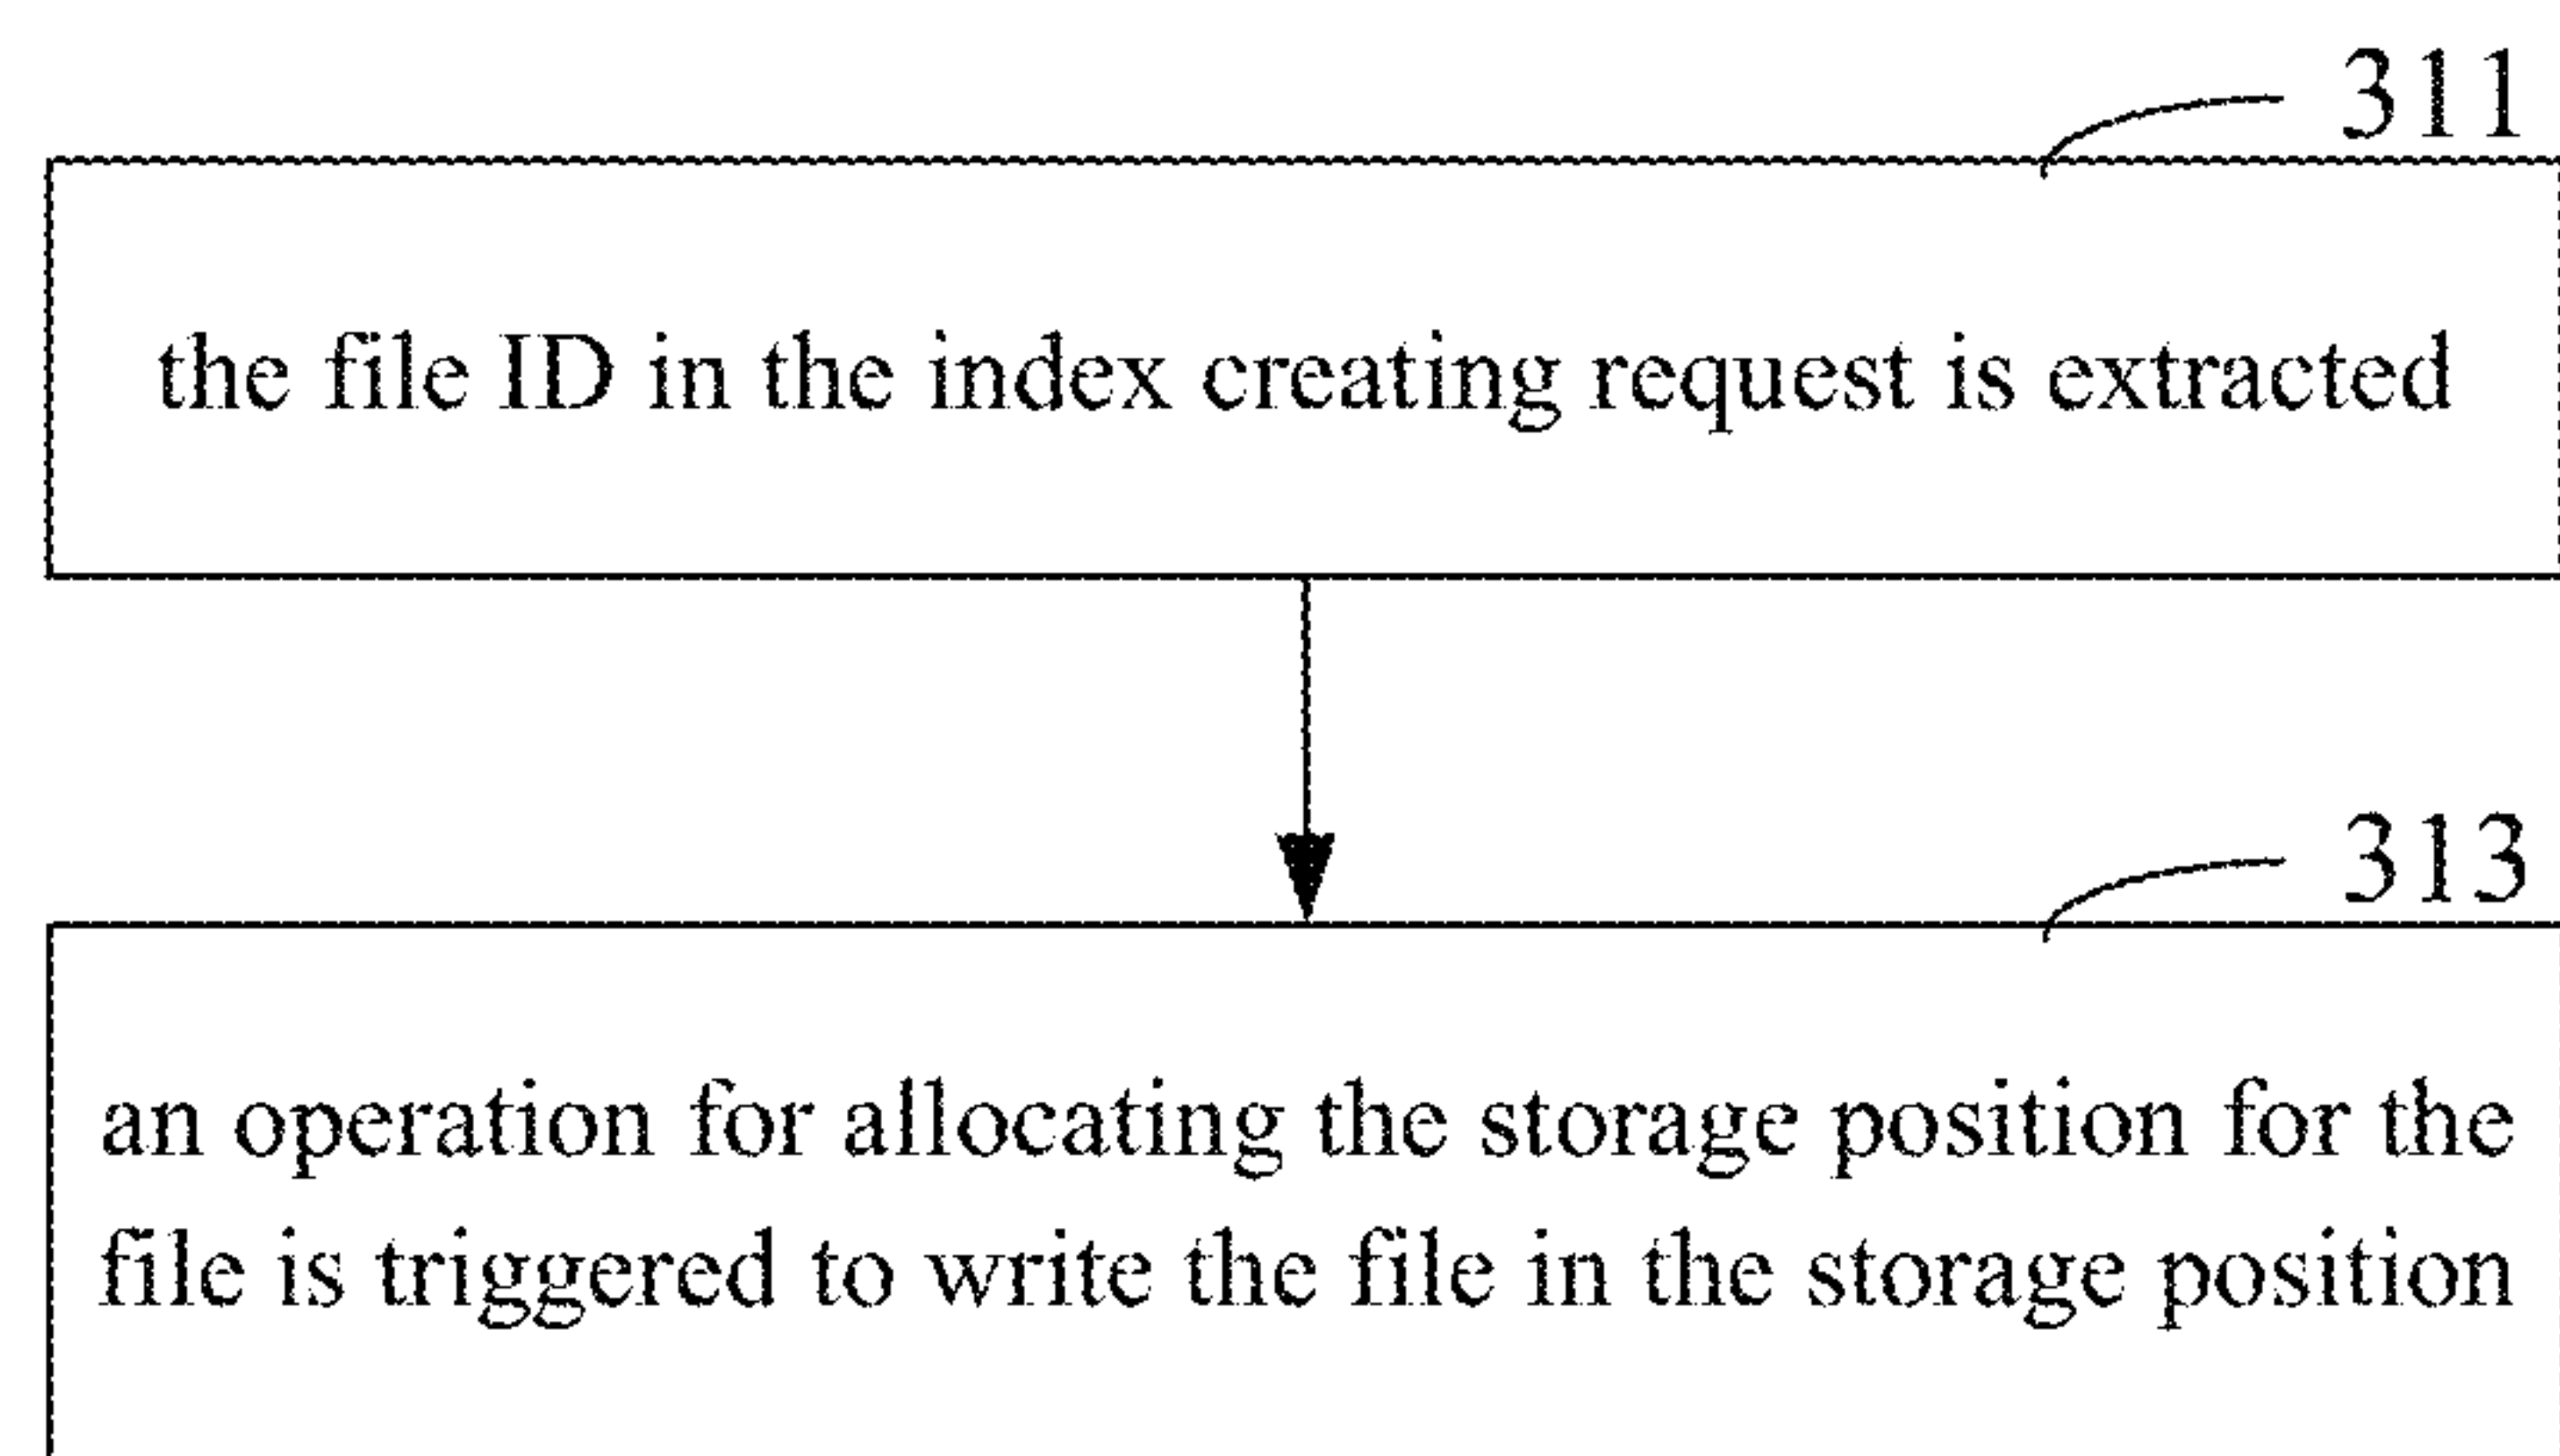 311
the file ID in the index creating request is extracted
313
an operation for allocating the storage position for the
file is triggered to write the file in the storage position